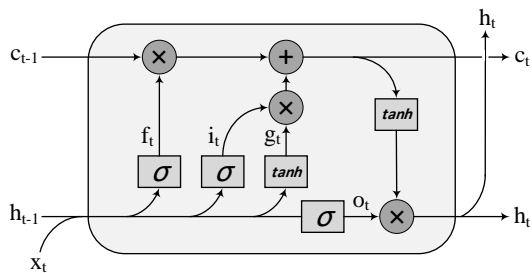 h_t
c_{t-1} × + c_t
tanh
×
f_t i_t g_t
σ σ tanh
h_{t-1} σ o_t × h_t
x_t